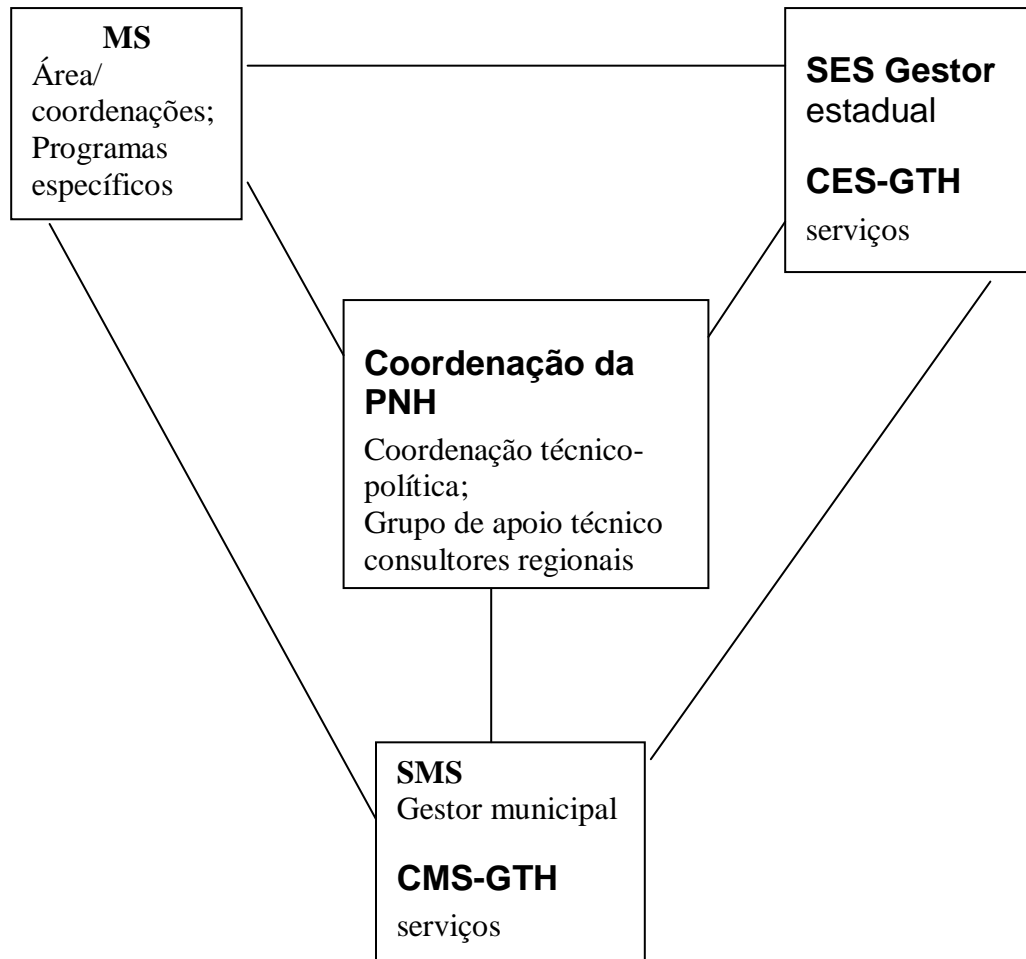 MS
Área/
coordenações;
Programas
específicos
SES Gestor
estadual
CES-GTH
serviços
Coordenação da
PNH
Coordenação técnico-
política;
Grupo de apoio técnico
consultores regionais
SMS
Gestor municipal
CMS-GTH
serviços